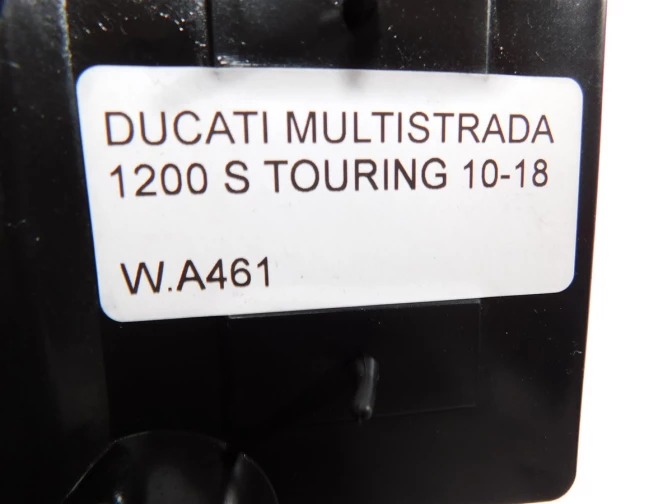 DUCATI MULTISTRADA
1200 S TOURING 10-18
W.A461